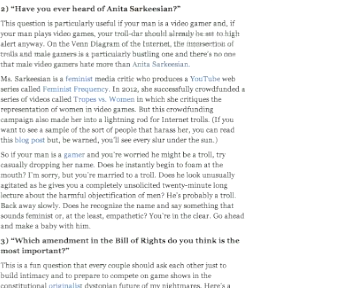 2) “Have you ever heard of Anita Sarkeesian?”
This question is particularly useful if your man is a video gamer and, if
your man plays video games, your troll-dar should already be set to high
alert anyway. On the Venn Diagram of the Internet, the intersection of
trolls and male gamers is a particularly bustling one and there's no one
that male video gamers hate more than Anita Sarkeesian.
Ms. Sarkeesian is a feminist media critic who produces a YouTube web
series called Feminist Frequency. In 2012, she successfully crowdfunded a
series of videos called Tropes vs. Women in which she critiques the
representation of women in video games. But this crowdfunding
campaign also made her into a lightning rod for Internet trolls. (If you
want to see a sample of the sort of people that harass her, you can read
this blog post but, be warned, you'll see every slur under the sun.)
So if your man is a gamer and you're worried he might be a troll, try
casually dropping her name. Does he instantly begin to foam at the
mouth? I'm sorry, but you're married to a troll. Does he look unusually
agitated as he gives you a completely unsolicited twenty-minute long
lecture about the harmful objectification of men? He's probably a troll.
Back away slowly. Does he recognize the name and say something that
sounds feminist or, at the least, empathetic? You're in the clear. Go ahead
and make a baby with him.
3) “Which amendment in the Bill of Rights do you think is the
most important?”
This is a fun question that every couple should ask each other just to
build intimacy and to prepare to compete on game shows in the
constitutional originalist dystopian future of my nightmares. Here's a